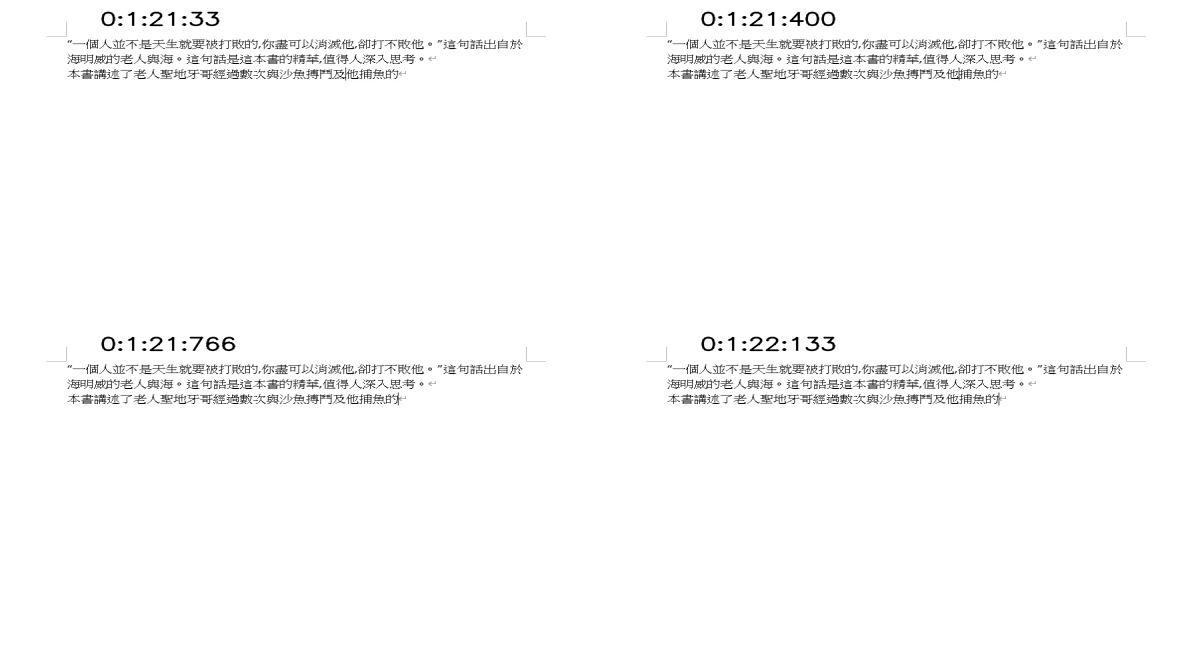 0:1:21:33
“一個人並不是天生就要被打敗的,你盡可以消滅他,卻打不敗他。”這句話出自於
海明威的老人與海。這句話是這本書的精華,值得人深入思考。
本書講述了老人聖地牙哥經過數次與沙魚搏鬥及他捕魚的
0:1:21:400
“一個人並不是天生就要被打敗的,你盡可以消滅他,卻打不敗他。”這句話出自於
海明威的老人與海。這句話是這本書的精華,值得人深入思考。
本書講述了老人聖地牙哥經過數次與沙魚搏鬥及他捕魚的
0:1:21:766
“一個人並不是天生就要被打敗的,你盡可以消滅他,卻打不敗他。”這句話出自於
海明威的老人與海。這句話是這本書的精華,值得人深入思考。
本書講述了老人聖地牙哥經過數次與沙魚搏鬥及他捕魚的
0:1:22:133
“一個人並不是天生就要被打敗的,你盡可以消滅他,卻打不敗他。”這句話出自於
海明威的老人與海。這句話是這本書的精華,值得人深入思考。
本書講述了老人聖地牙哥經過數次與沙魚搏鬥及他捕魚的